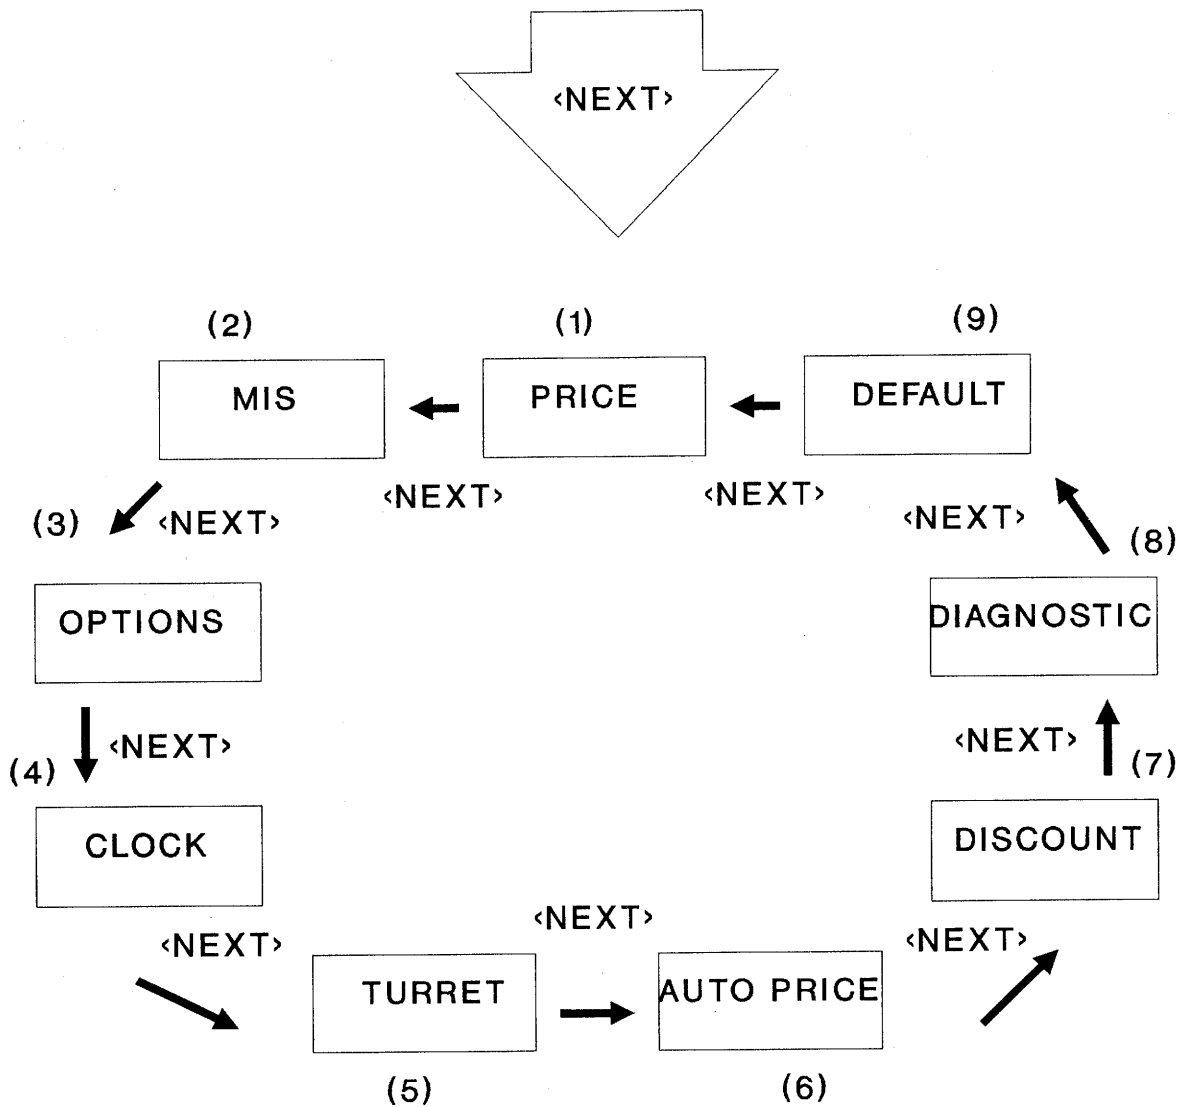 ‹NEXT›
(2) (1) (9)
MIS PRICE DEFAULT
‹NEXT› ‹NEXT›
(3) ‹NEXT› ‹NEXT› (8)
OPTIONS DIAGNOSTIC
‹NEXT› ‹NEXT›
(4) (7)
CLOCK DISCOUNT
‹NEXT› ‹NEXT› ‹NEXT›
TURRET AUTO PRICE
(5) (6)